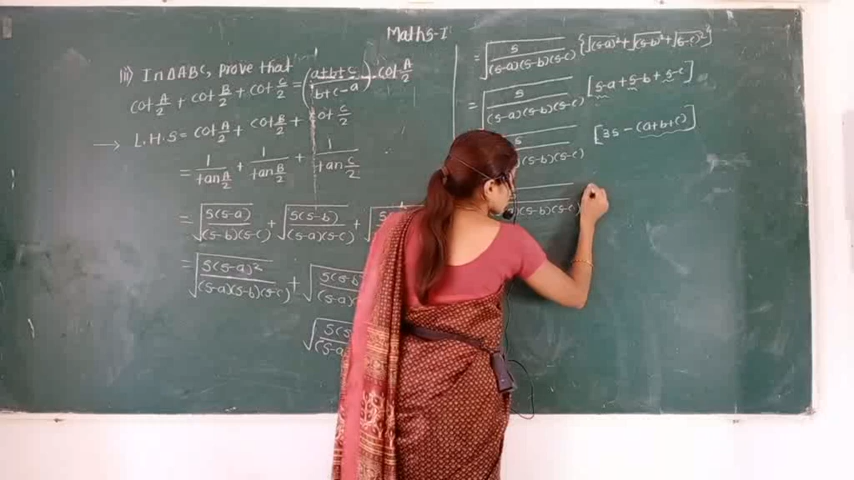 Maths-I
iii) In ΔABC, prove that
cot A/2 + cot B/2 + cot C/2 = (a+b+c / b+c-a) cot A/2
→ L.H.S = cot A/2 + cot B/2 + cot C/2
= 1/tan A/2 + 1/tan B/2 + 1/tan C/2
= √(s(s-a)/(s-b)(s-c)) + √(s(s-b)/(s-a)(s-c)) + √
= √(s(s-a)²/(s-a)(s-b)(s-c)) + √(s(s-b
(s-a)
√(s(s
(s-a)
= √(s/(s-a)(s-b)(s-c)) {√(s-a)² + √(s-b)² + √(s-c)²}
= √(s/(s-a)(s-b)(s-c)) [s-a+s-b+s-c]
s
(s-b)(s-c) [3s-(a+b+c)]
(s-b)(s-c)